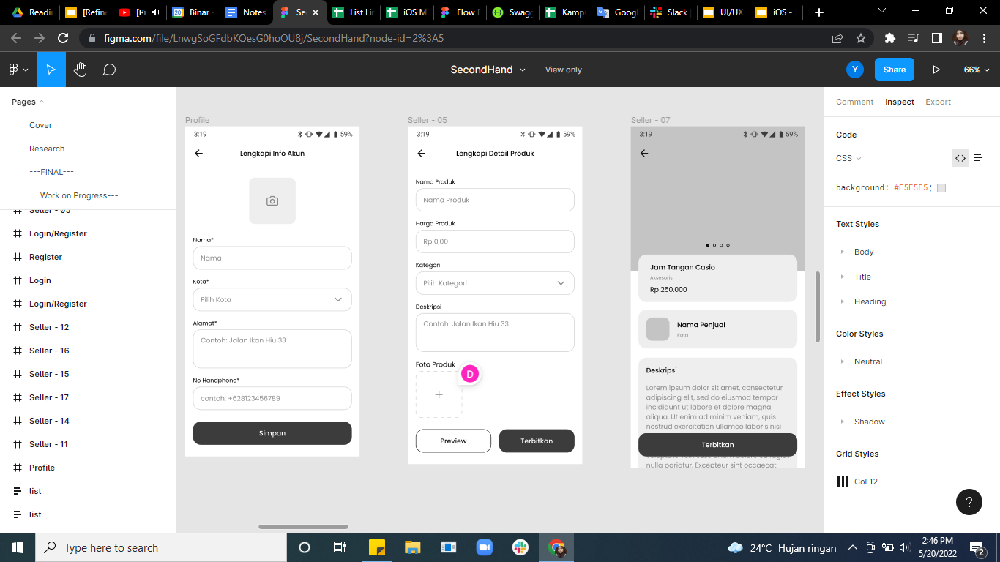 Readin
[Refine
[Fi
Binar
Notes
Se
List Lin
iOS M
Flow F
Swagg
Kamp
Googl
Slack
UI/UX
iOS -
figma.com/file/LnwgSoGFdbKQesG0hoOU8j/SecondHand?node-id=2%3A5
SecondHand
View only
Y
Share
66%
Pages
Cover
Research
---FINAL---
---Work on Progress---
Seller - 05
Login/Register
Register
Login
Login/Register
Seller - 12
Seller - 16
Seller - 15
Seller - 17
Seller - 14
Seller - 11
Profile
list
list
Profile
3:19
59%
Lengkapi Info Akun
Nama*
Nama
Kota*
Pilih Kota
Alamat*
Contoh: Jalan Ikan Hiu 33
No Handphone*
contoh: +628123456789
Simpan
Seller - 05
3:19
59%
Lengkapi Detail Produk
Nama Produk
Nama Produk
Harga Produk
Rp 0,00
Kategori
Pilih Kategori
Deskripsi
Contoh: Jalan Ikan Hiu 33
Foto Produk
D
+
Preview
Terbitkan
Seller - 07
3:19
59%
Jam Tangan Casio
Aksesoris
Rp 250.000
Nama Penjual
Kota
Deskripsi
Lorem ipsum dolor sit amet, consectetur
adipiscing elit, sed do eiusmod tempor
incididunt ut labore et dolore magna
aliqua. Ut enim ad minim veniam, quis
nostrud exercitation ullamco laboris nisi
Terbitkan
nulla pariatur. Excepteur sint occaecat
Comment
Inspect
Export
Code
CSS
background: #E5E5E5;
Text Styles
Body
Title
Heading
Color Styles
Neutral
Effect Styles
Shadow
Grid Styles
Col 12
?
Type here to search
24°C Hujan ringan
2:46 PM
5/20/2022
2